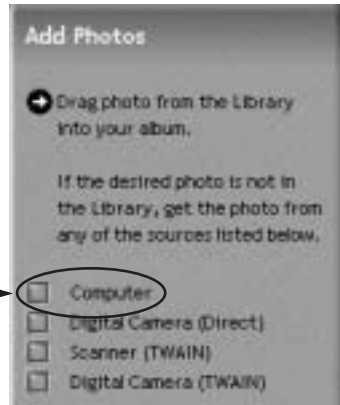 Add Photos
Drag photo from the Library
into your album.
If the desired photo is not in
the Library, get the photo from
any of the sources listed below.
Computer
Digital Camera (Direct)
Scanner (TWAIN)
Digital Camera (TWAIN)